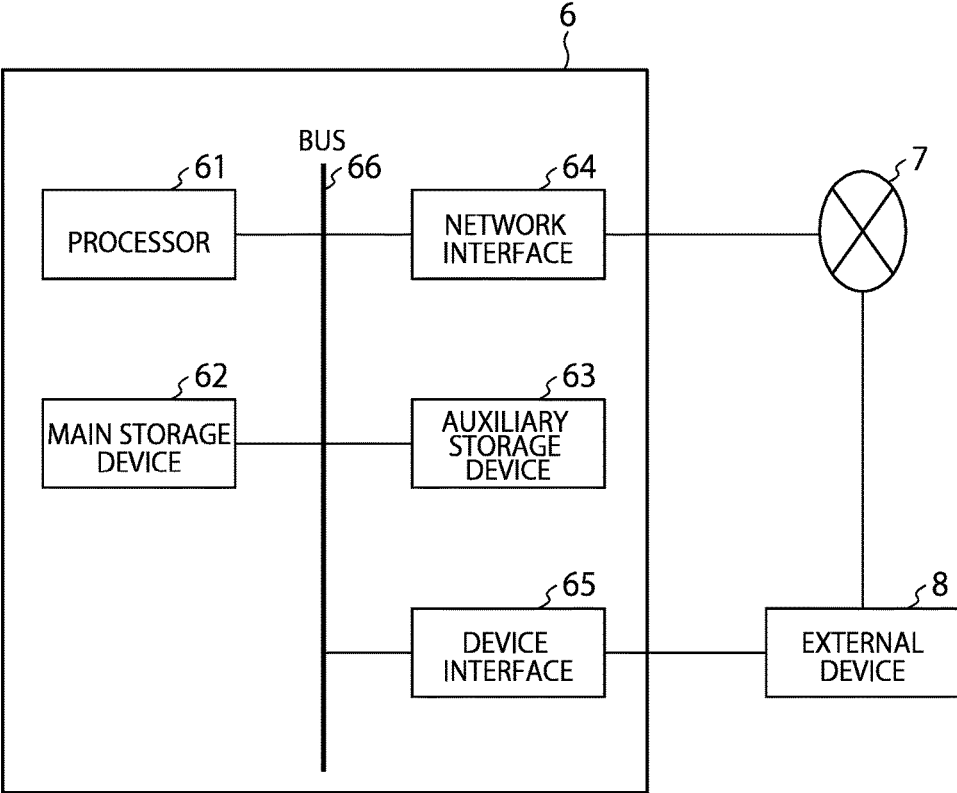 6
BUS
61
66
64
7
PROCESSOR
NETWORK
INTERFACE
62
63
MAIN STORAGE
DEVICE
AUXILIARY
STORAGE
DEVICE
65
8
DEVICE
INTERFACE
EXTERNAL
DEVICE